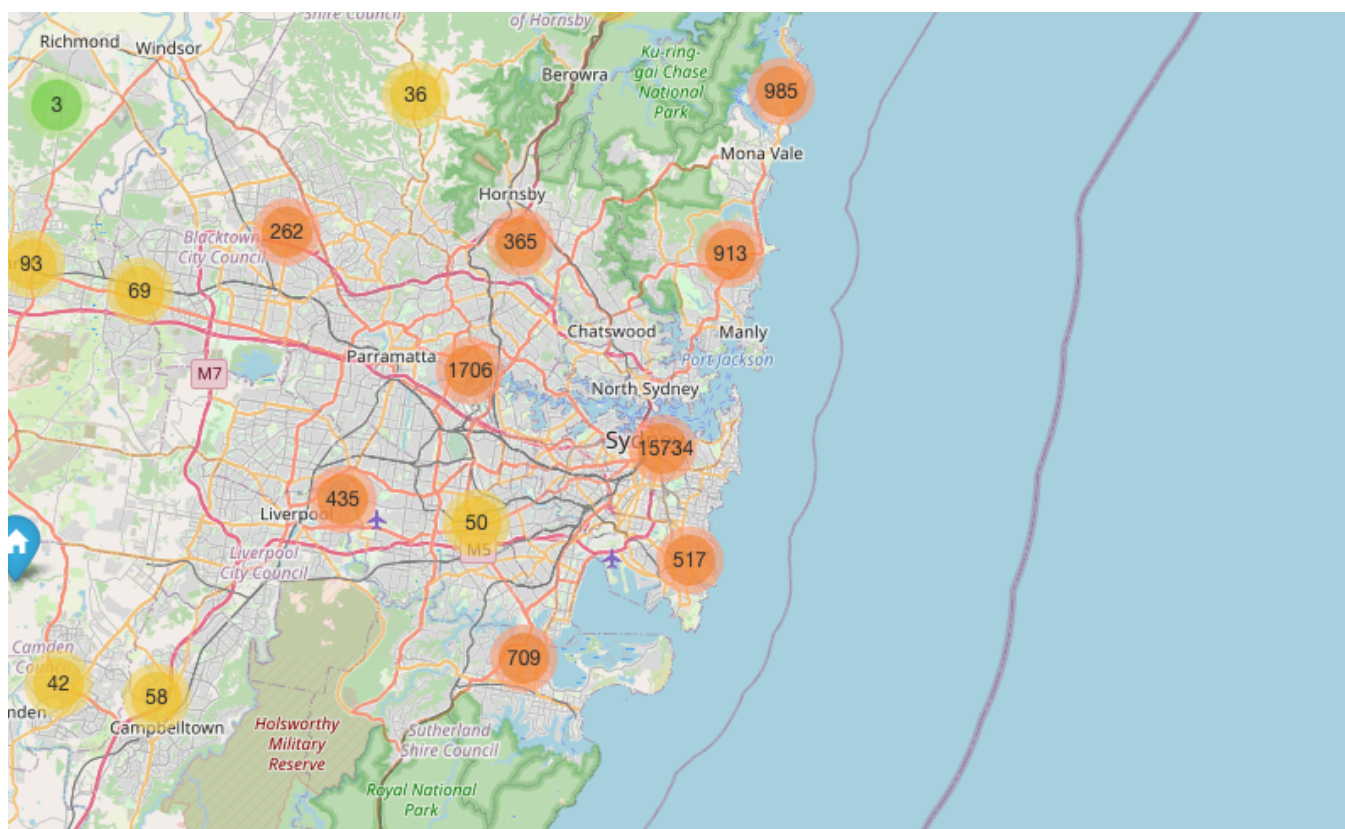 Shire Council
of Hornsby
Richmond
Windsor
Ku-ring-
gai Chase
National
Park
Berowra
36
985
3
Mona Vale
Hornsby
262
Blacktown
City Council
365
913
93
69
Chatswood
Manly
Parramatta
Port Jackson
1706
M7
North Sydney
15734
435
Liverpool
50
M5
Liverpool
City Council
517
Camden
709
42
58
Campbelltown
Holsworthy
Military
Reserve
Sutherland
Shire Council
Royal National
Park